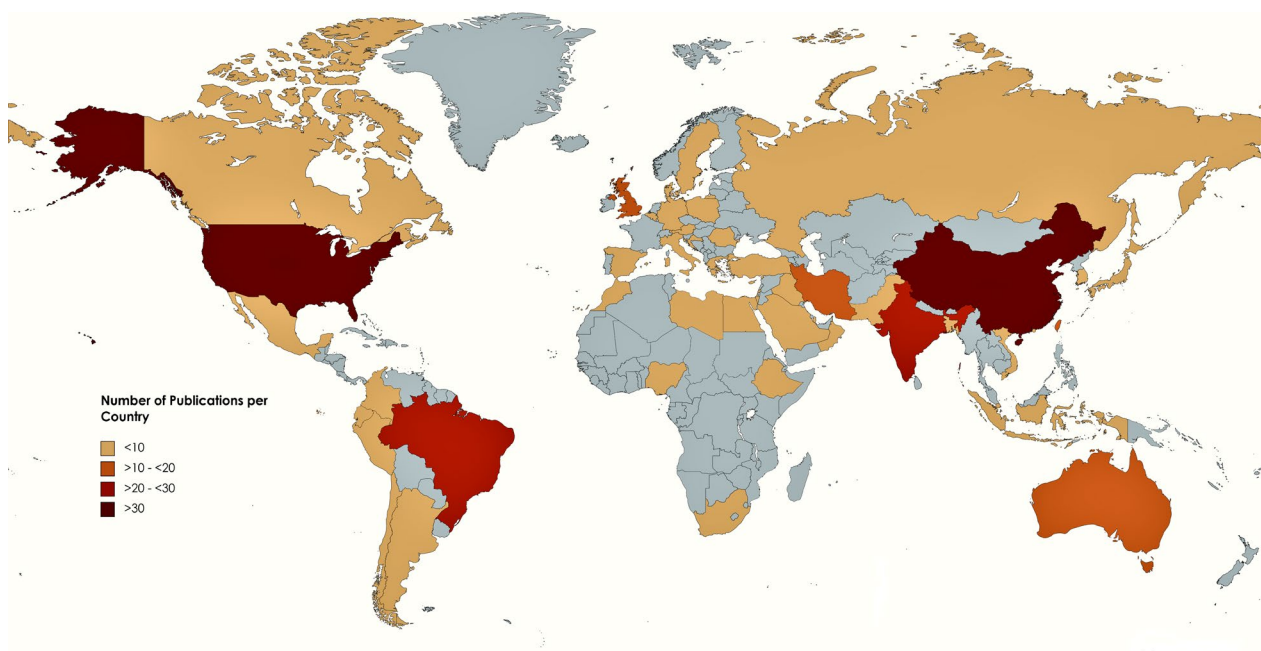 Number of Publications per
Country
<10
>10 - <20
>20 - <30
>30